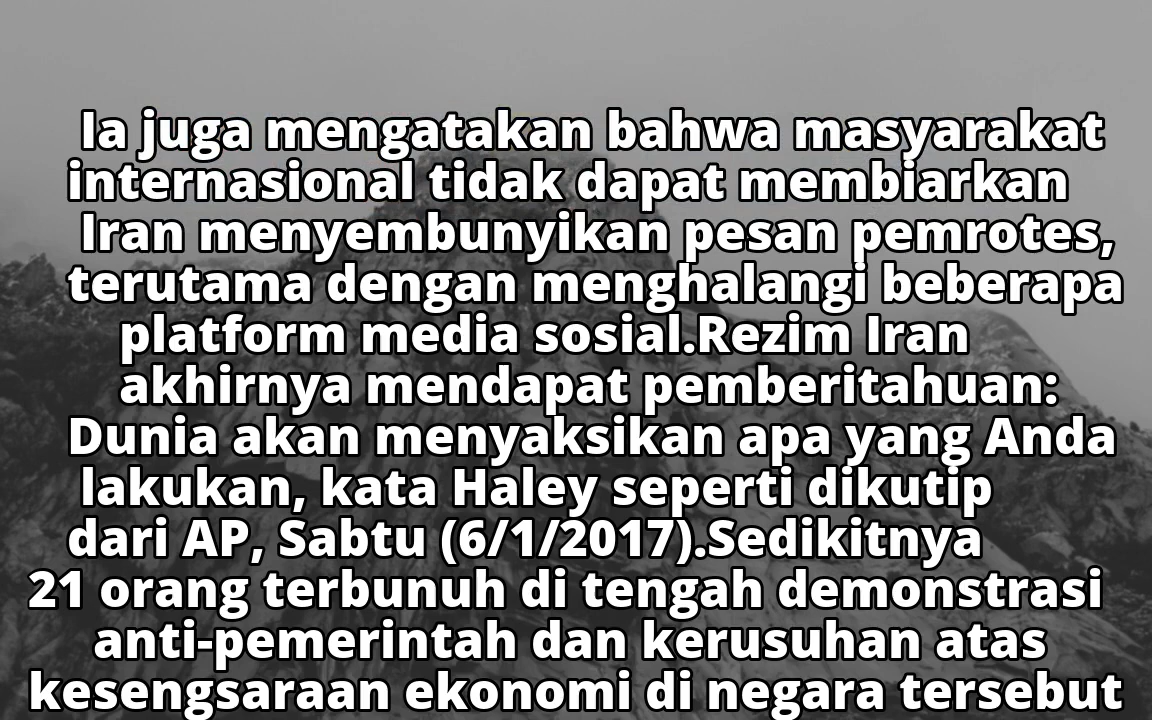 Ia juga mengatakan bahwa masyarakat
internasional tidak dapat membiarkan
Iran menyembunyikan pesan pemrotes,
terutama dengan menghalangi beberapa
platform media sosial.Rezim Iran
akhirnya mendapat pemberitahuan:
Dunia akan menyaksikan apa yang Anda
lakukan, kata Haley seperti dikutip
dari AP, Sabtu (6/1/2017).Sedikitnya
21 orang terbunuh di tengah demonstrasi
anti-pemerintah dan kerusuhan atas
kesengsaraan ekonomi di negara tersebut